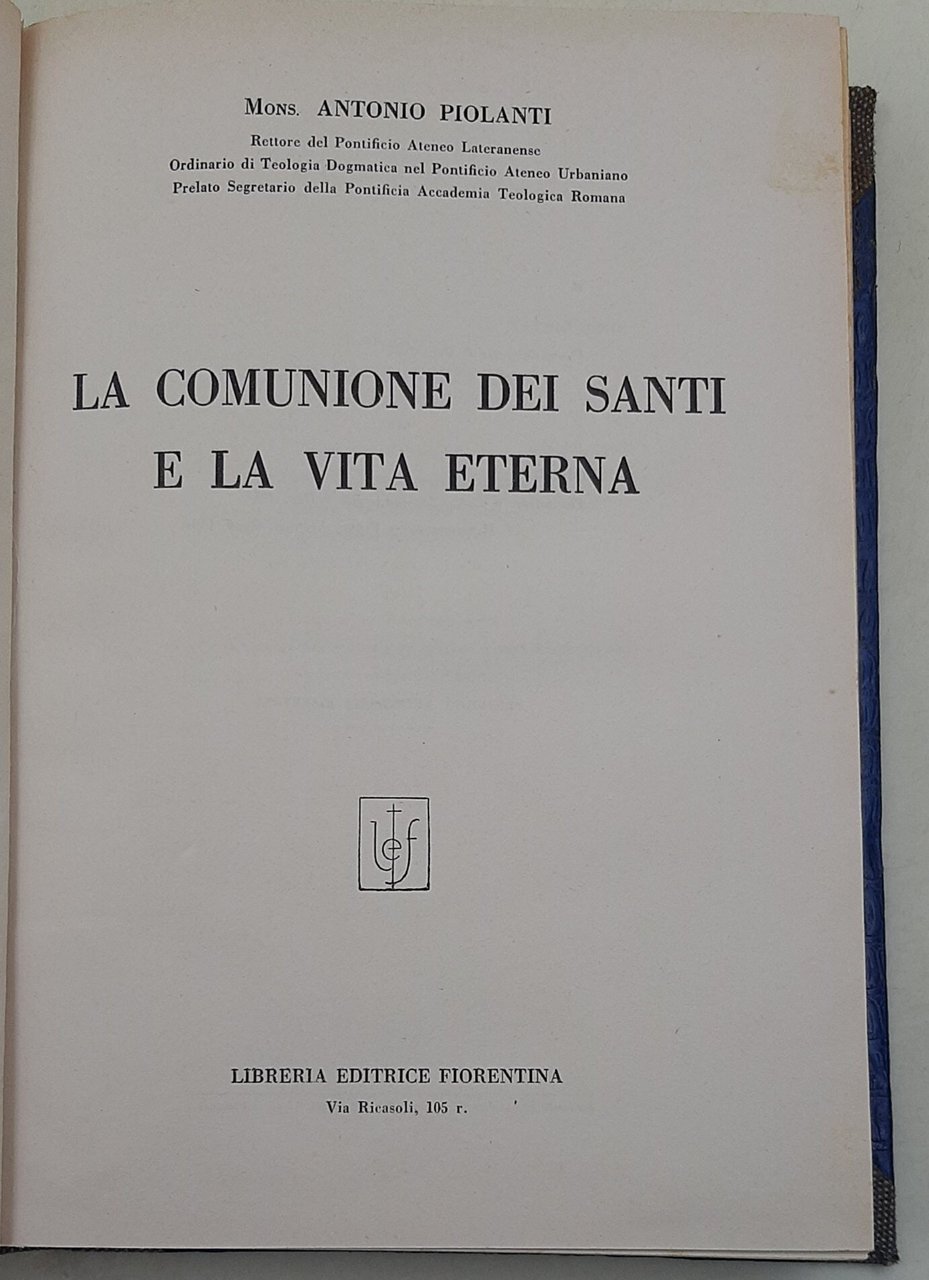 Mons. ANTONIO PIOLANTI
Rettore del Pontificio Ateneo Lateranense
Ordinario di Teologia Dogmatica nel Pontificio Ateneo Urbaniano
Prelato Segretario della Pontificia Accademia Teologica Romana
LA COMUNIONE DEI SANTI
E LA VITA ETERNA
lef
LIBRERIA EDITRICE FIORENTINA
Via Ricasoli, 105 r.